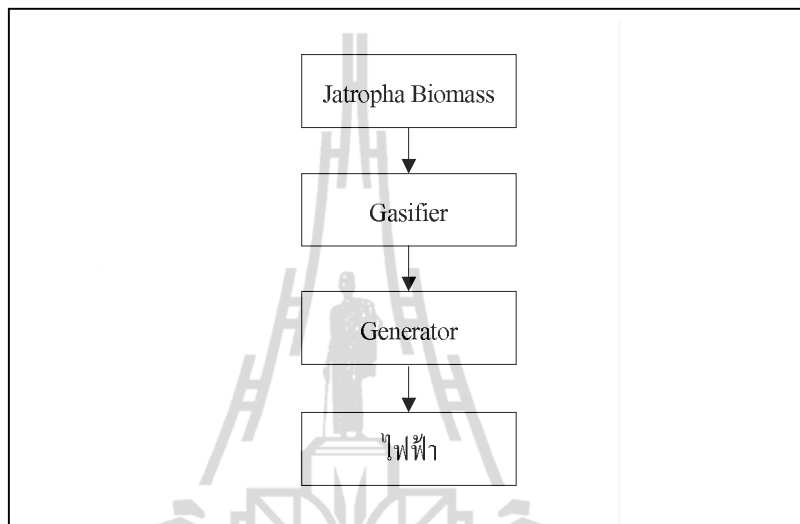 Jatropha Biomass
Gasifier
Generator
ไฟฟ้า